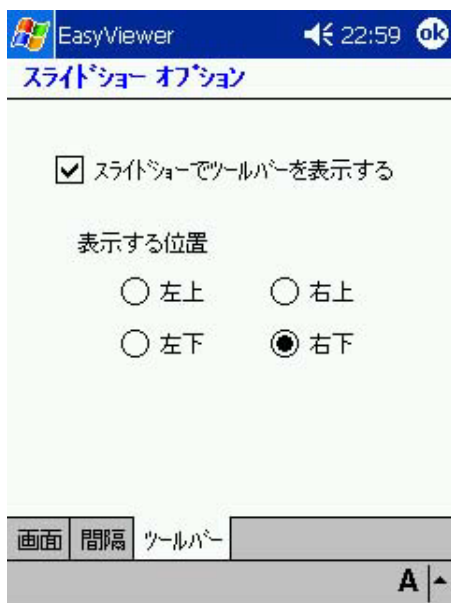 EasyViewer 22:59 ok
スライドショー オプション
スライドショーでツールバーを表示する
表示する位置
左上 右上
左下 右下
画面 間隔 ツールバー
A